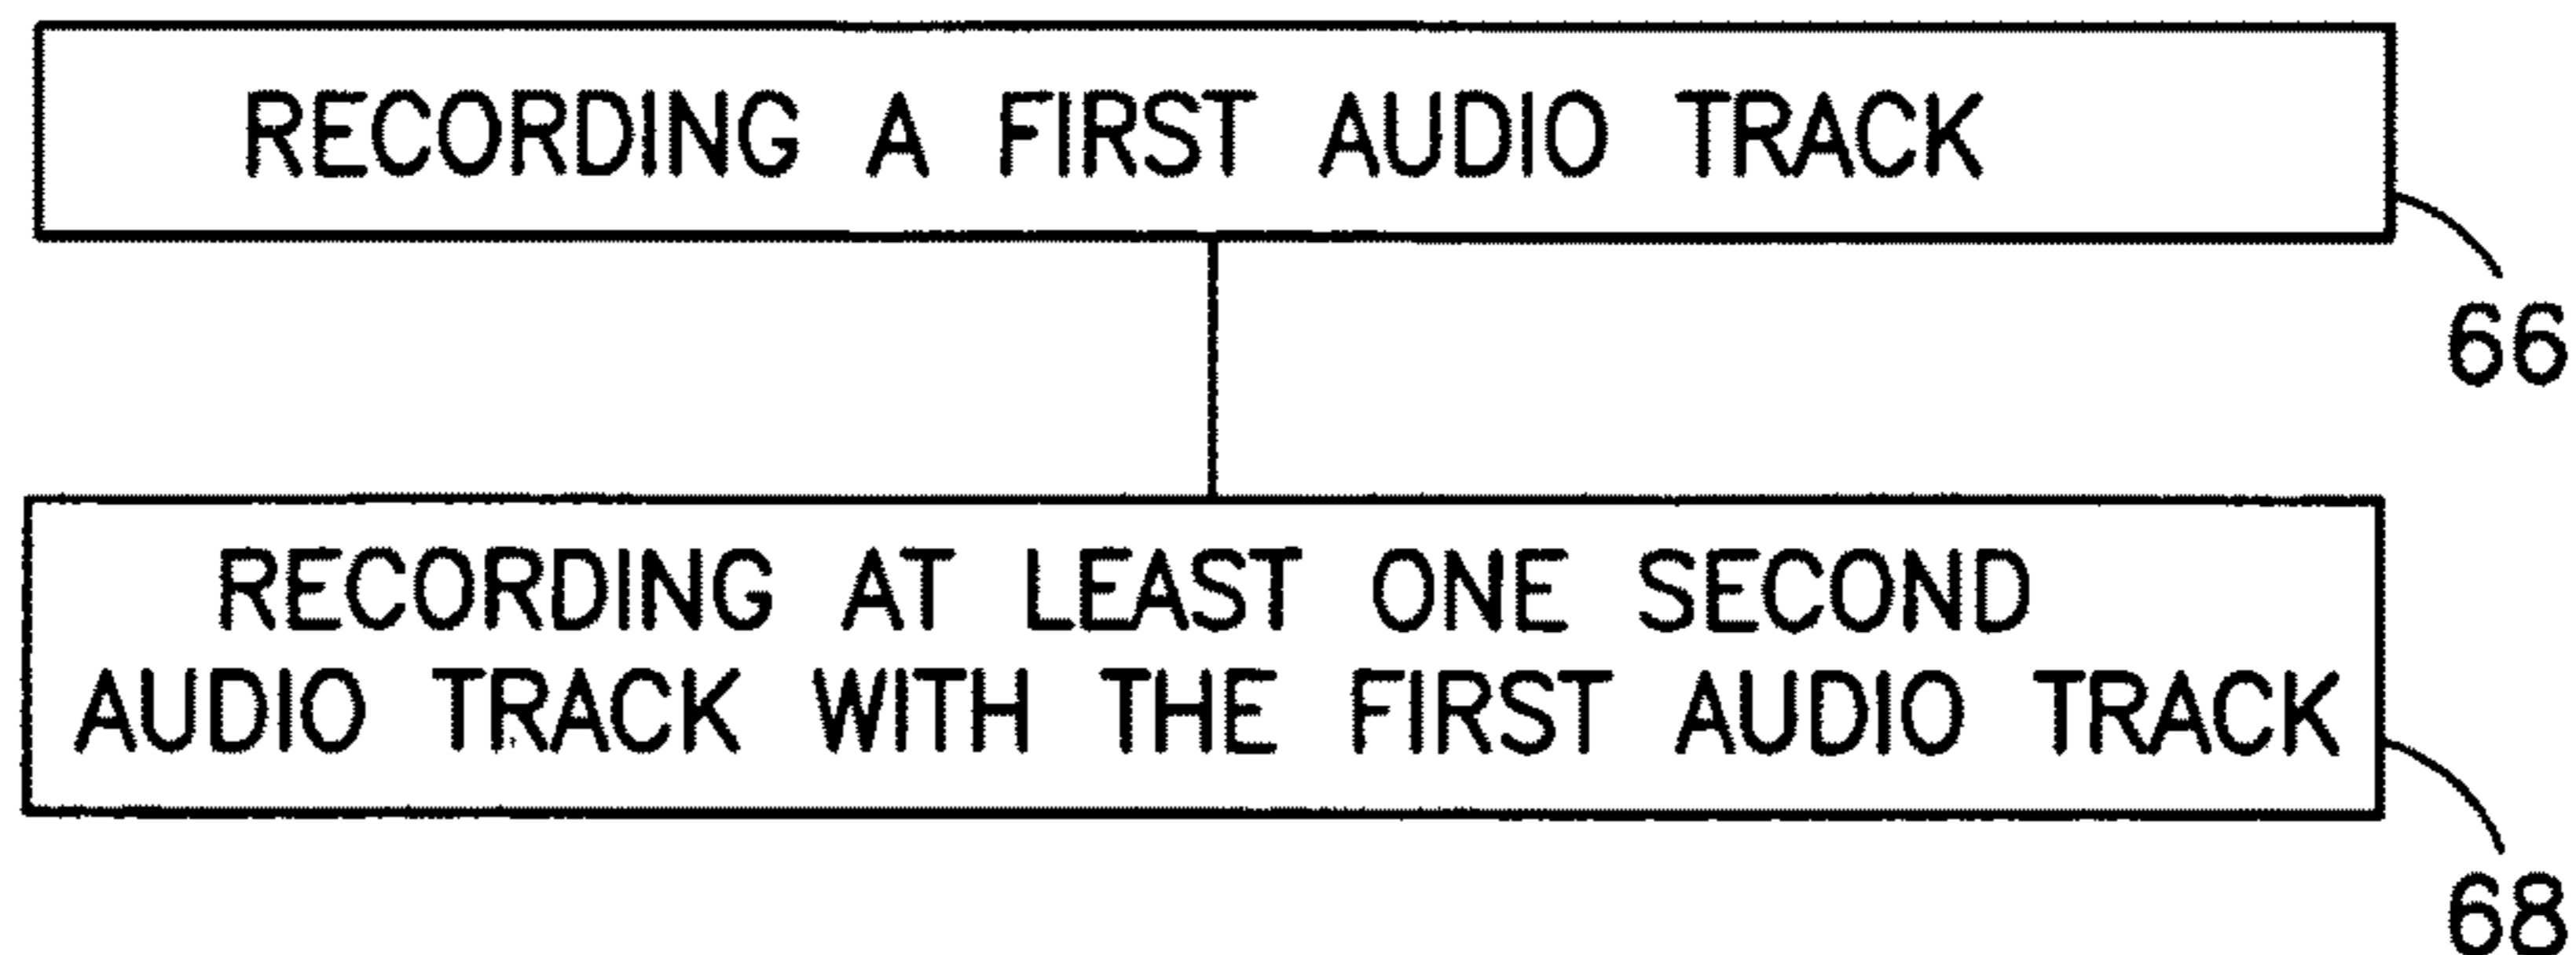 RECORDING A FIRST AUDIO TRACK
66
RECORDING AT LEAST ONE SECOND
AUDIO TRACK WITH THE FIRST AUDIO TRACK
68